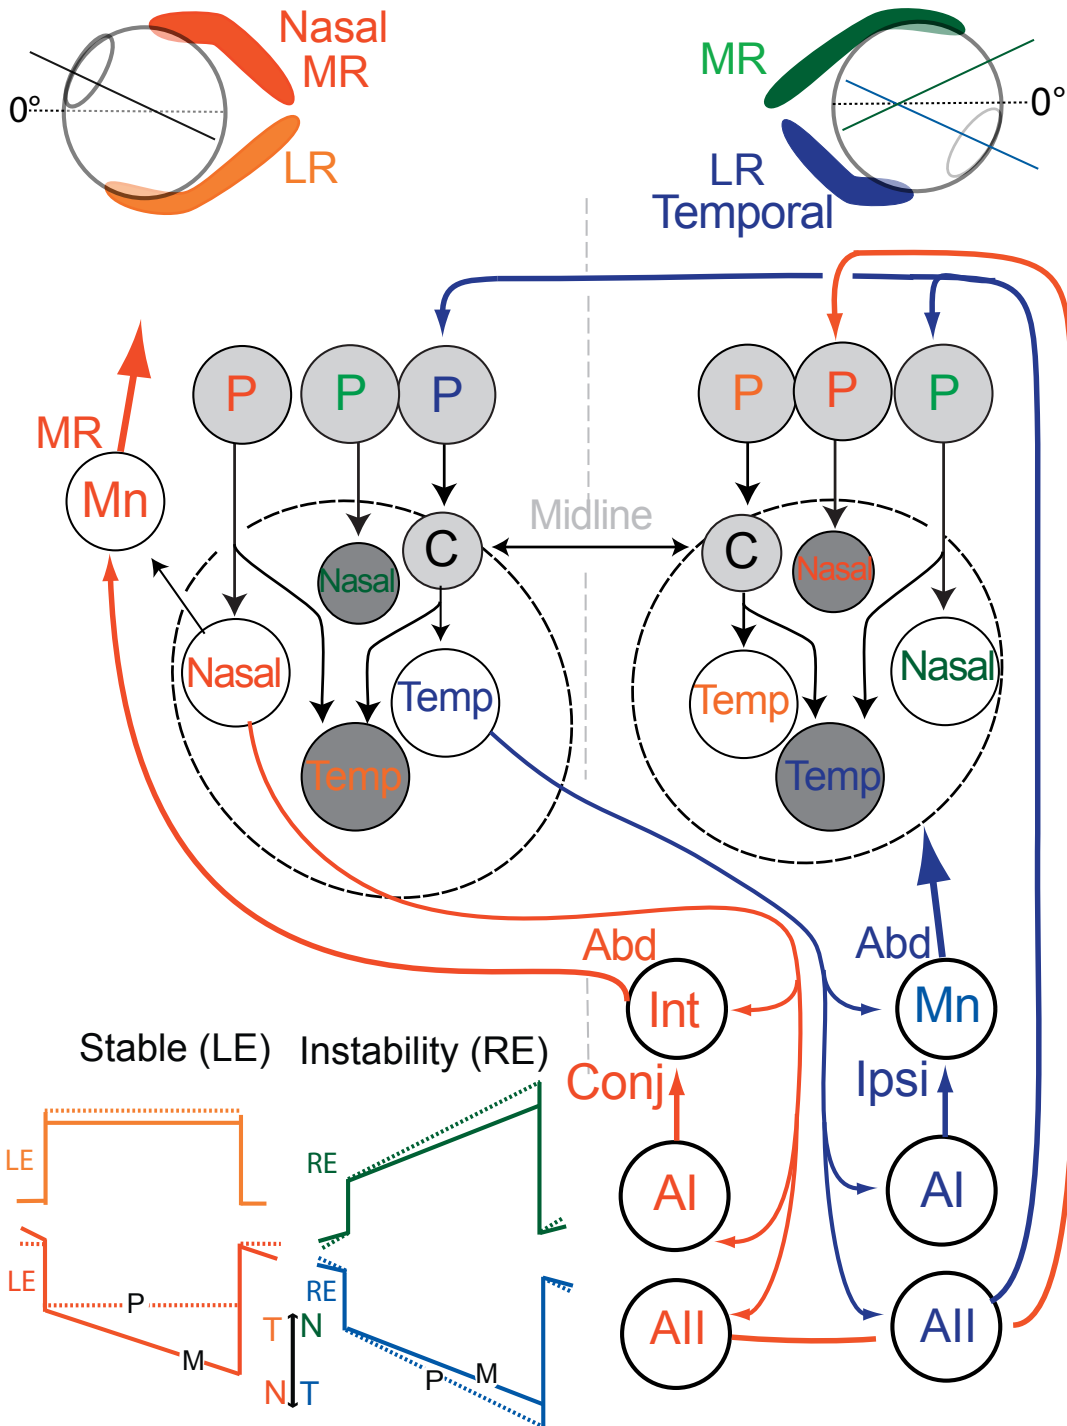 Nasal
MR
MR
0°
0°
LR
LR
Temporal
P
P
P
P
P
P
MR
Mn
Midline
C
C
Nasal
Nasal
Nasal
Nasal
Temp
Temp
Temp
Temp
Abd
Abd
Int
Mn
Stable (LE)
Instability (RE)
Conj
Ipsi
LE
RE
AI
AI
LE
RE
P
T
N
M
P
M
N
T
AII
AII